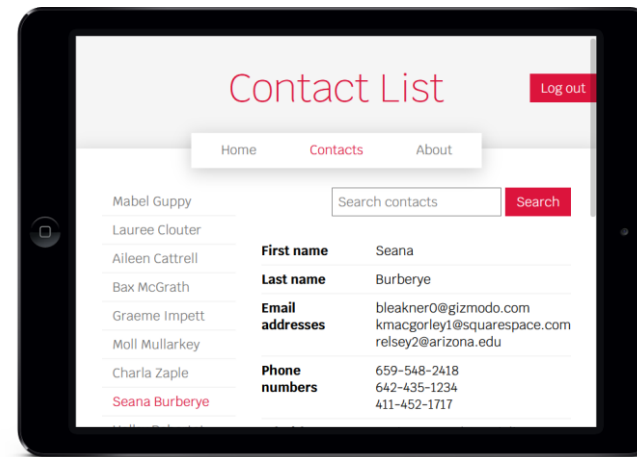 Contact List
Log out
Home Contacts About
Search contacts Search
Mabel Guppy
Lauree Clouter
Aileen Cattrell
Bax McGrath
Graeme Impett
Moll Mullarkey
Charla Zaple
Seana Burberye
First name Seana
Last name Burberye
Email addresses
bleakner0@gizmodo.com
kmacgorley1@squarespace.com
relsey2@arizona.edu
Phone numbers
659-548-2418
642-435-1234
411-452-1717